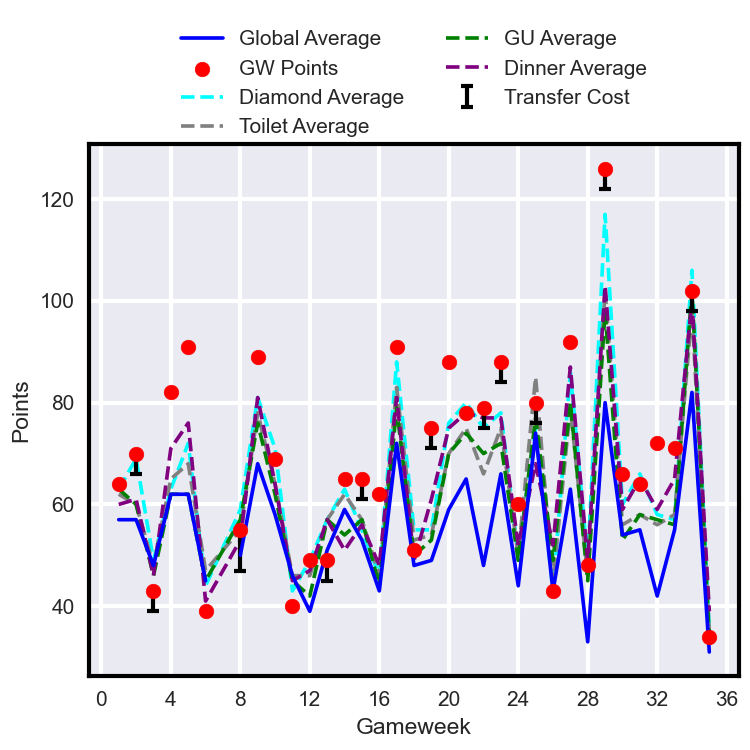 Global Average
GW Points
Diamond Average
Toilet Average
GU Average
Dinner Average
Transfer Cost
120
100
80
60
40
Points
0 4 8 12 16 20 24 28 32 36
Gameweek